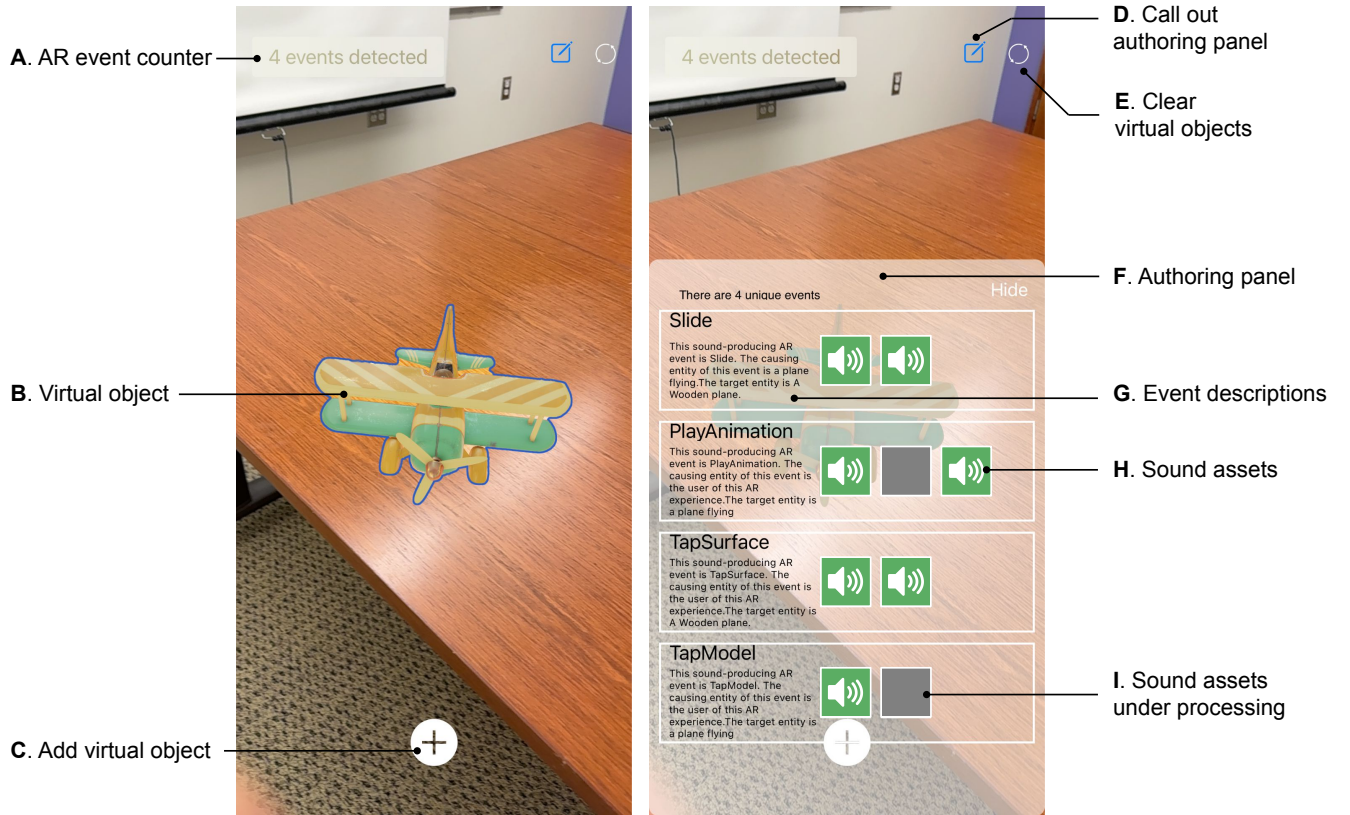 A. AR event counter
4 events detected
B. Virtual object
C. Add virtual object
4 events detected
D. Call out
authoring panel
E. Clear
virtual objects
F. Authoring panel
There are 4 unique events
Hide
Slide
This sound-producing AR
event is Slide. The causing
entity of this event is a plane
flying.The target entity is A
Wooden plane.
G. Event descriptions
PlayAnimation
This sound-producing AR
event is PlayAnimation. The
causing entity of this event is
the user of this AR
experience.The target entity is
a plane flying
H. Sound assets
TapSurface
This sound-producing AR
event is TapSurface. The
causing entity of this event is
the user of this AR
experience.The target entity is
A Wooden plane.
TapModel
This sound-producing AR
event is TapModel. The
causing entity of this event is
the user of this AR
experience.The target entity is
a plane flying
I. Sound assets
under processing